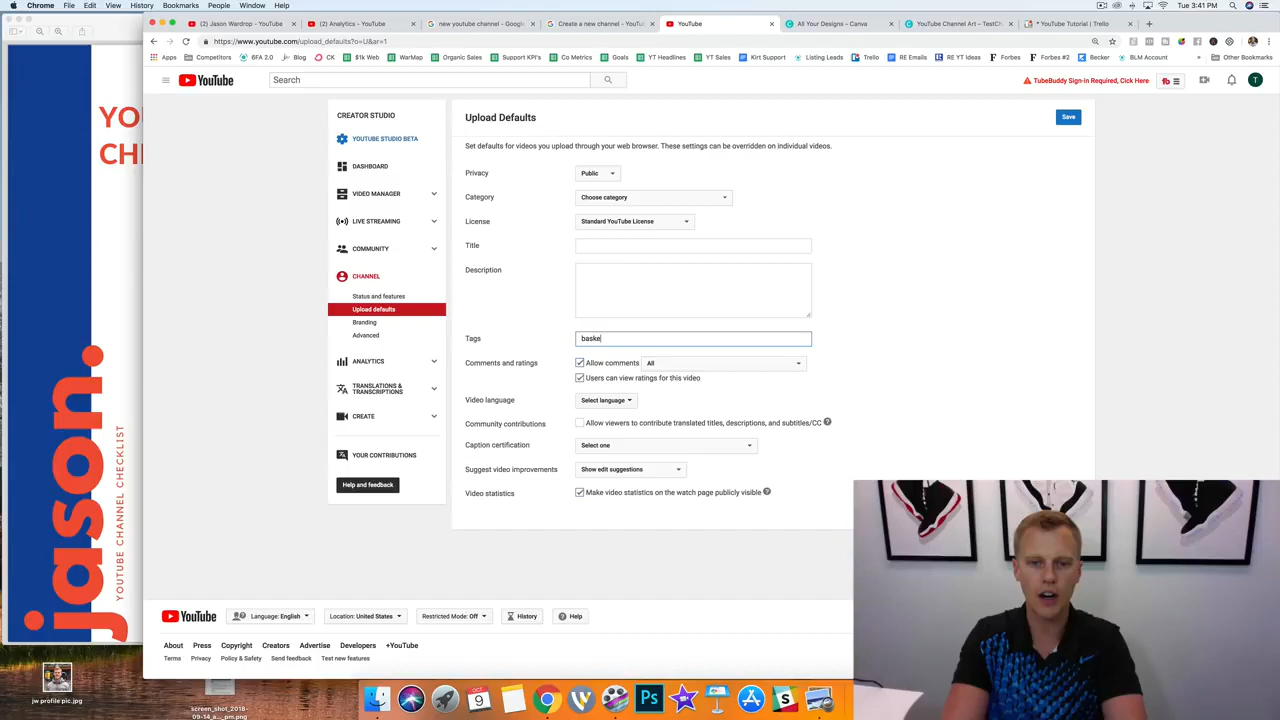 Chrome File Edit View History Bookmarks People Window Help Tue 3:41 PM
(2) Jason Wardrop - YouTube (2) Analytics - YouTube new youtube channel - Google Create a new channel - YouTu YouTube All Your Designs - Canva YouTube Channel Art – TestCh * YouTube Tutorial | Trello
https://www.youtube.com/upload_defaults?o=U&ar=1
Apps Competitors 6FA 2.0 Blog CK $1k Web WarMap Organic Sales Support KPI's Co Metrics Goals YT Headlines YT Sales Kirt Support Listing Leads Trello RE Emails RE YT Ideas Forbes Forbes #2 Becker BLM Account » Other Bookmarks
YouTube Search TubeBuddy Sign-in Required, Click Here T
YO
CH
jason.
YOUTUBE CHANNEL CHECKLIST
CREATOR STUDIO
YOUTUBE STUDIO BETA
DASHBOARD
VIDEO MANAGER
LIVE STREAMING
COMMUNITY
CHANNEL
Status and features
Upload defaults
Branding
Advanced
ANALYTICS
TRANSLATIONS &
TRANSCRIPTIONS
CREATE
YOUR CONTRIBUTIONS
Help and feedback
Upload Defaults Save
Set defaults for videos you upload through your web browser. These settings can be overridden on individual videos.
Privacy Public
Category Choose category
License Standard YouTube License
Title
Description
Tags baske
Comments and ratings Allow comments All
Users can view ratings for this video
Video language Select language
Community contributions Allow viewers to contribute translated titles, descriptions, and subtitles/CC ?
Caption certification Select one
Suggest video improvements Show edit suggestions
Video statistics Make video statistics on the watch page publicly visible ?
YouTube Language: English Location: United States Restricted Mode: Off History Help
About Press Copyright Creators Advertise Developers +YouTube
Terms Privacy Policy & Safety Send feedback Test new features
jw profile pic.jpg
screen_shot_2018
-09-14_a..._pm.png
OCT
9
Ps
S